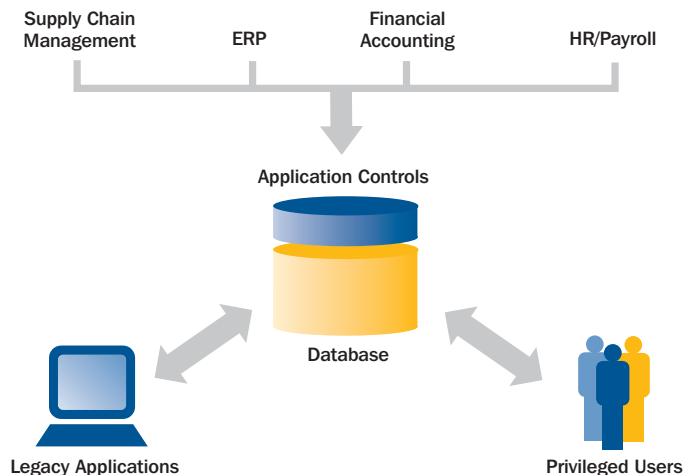 Supply Chain
Management
ERP
Financial
Accounting
HR/Payroll
Application Controls
Database
Legacy Applications
Privileged Users